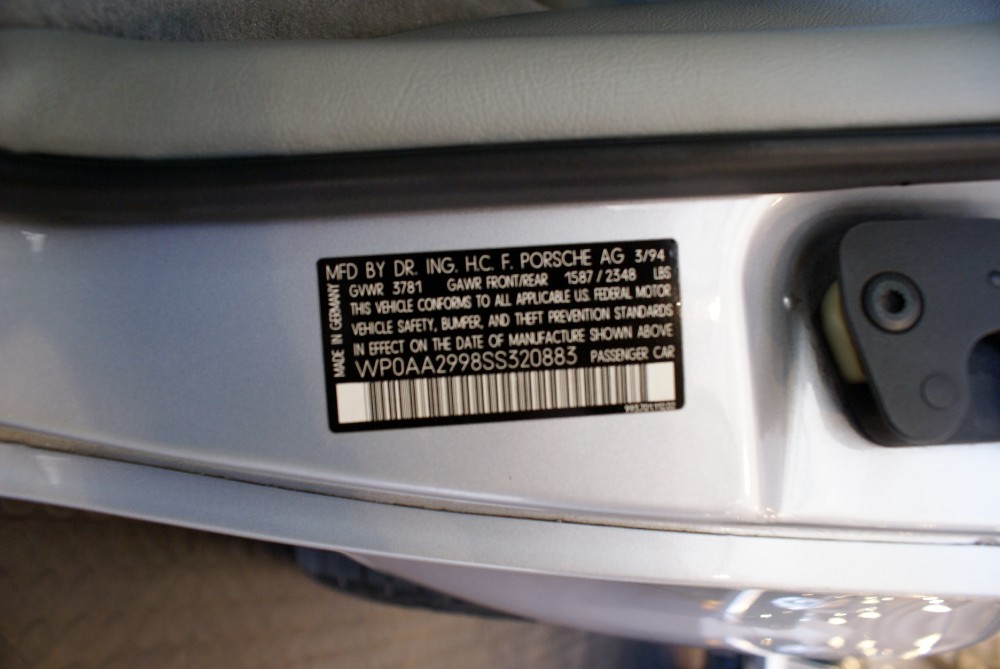 MFD BY DR. ING. H.C. F. PORSCHE AG 3/94
GVWR 3781 GAWR FRONT/REAR 1587 / 2348 LBS
THIS VEHICLE CONFORMS TO ALL APPLICABLE U.S. FEDERAL MOTOR
VEHICLE SAFETY, BUMPER, AND THEFT PREVENTION STANDARDS
IN EFFECT ON THE DATE OF MANUFACTURE SHOWN ABOVE
WP0AA2998SS320883 PASSENGER CAR
MADE IN GERMANY